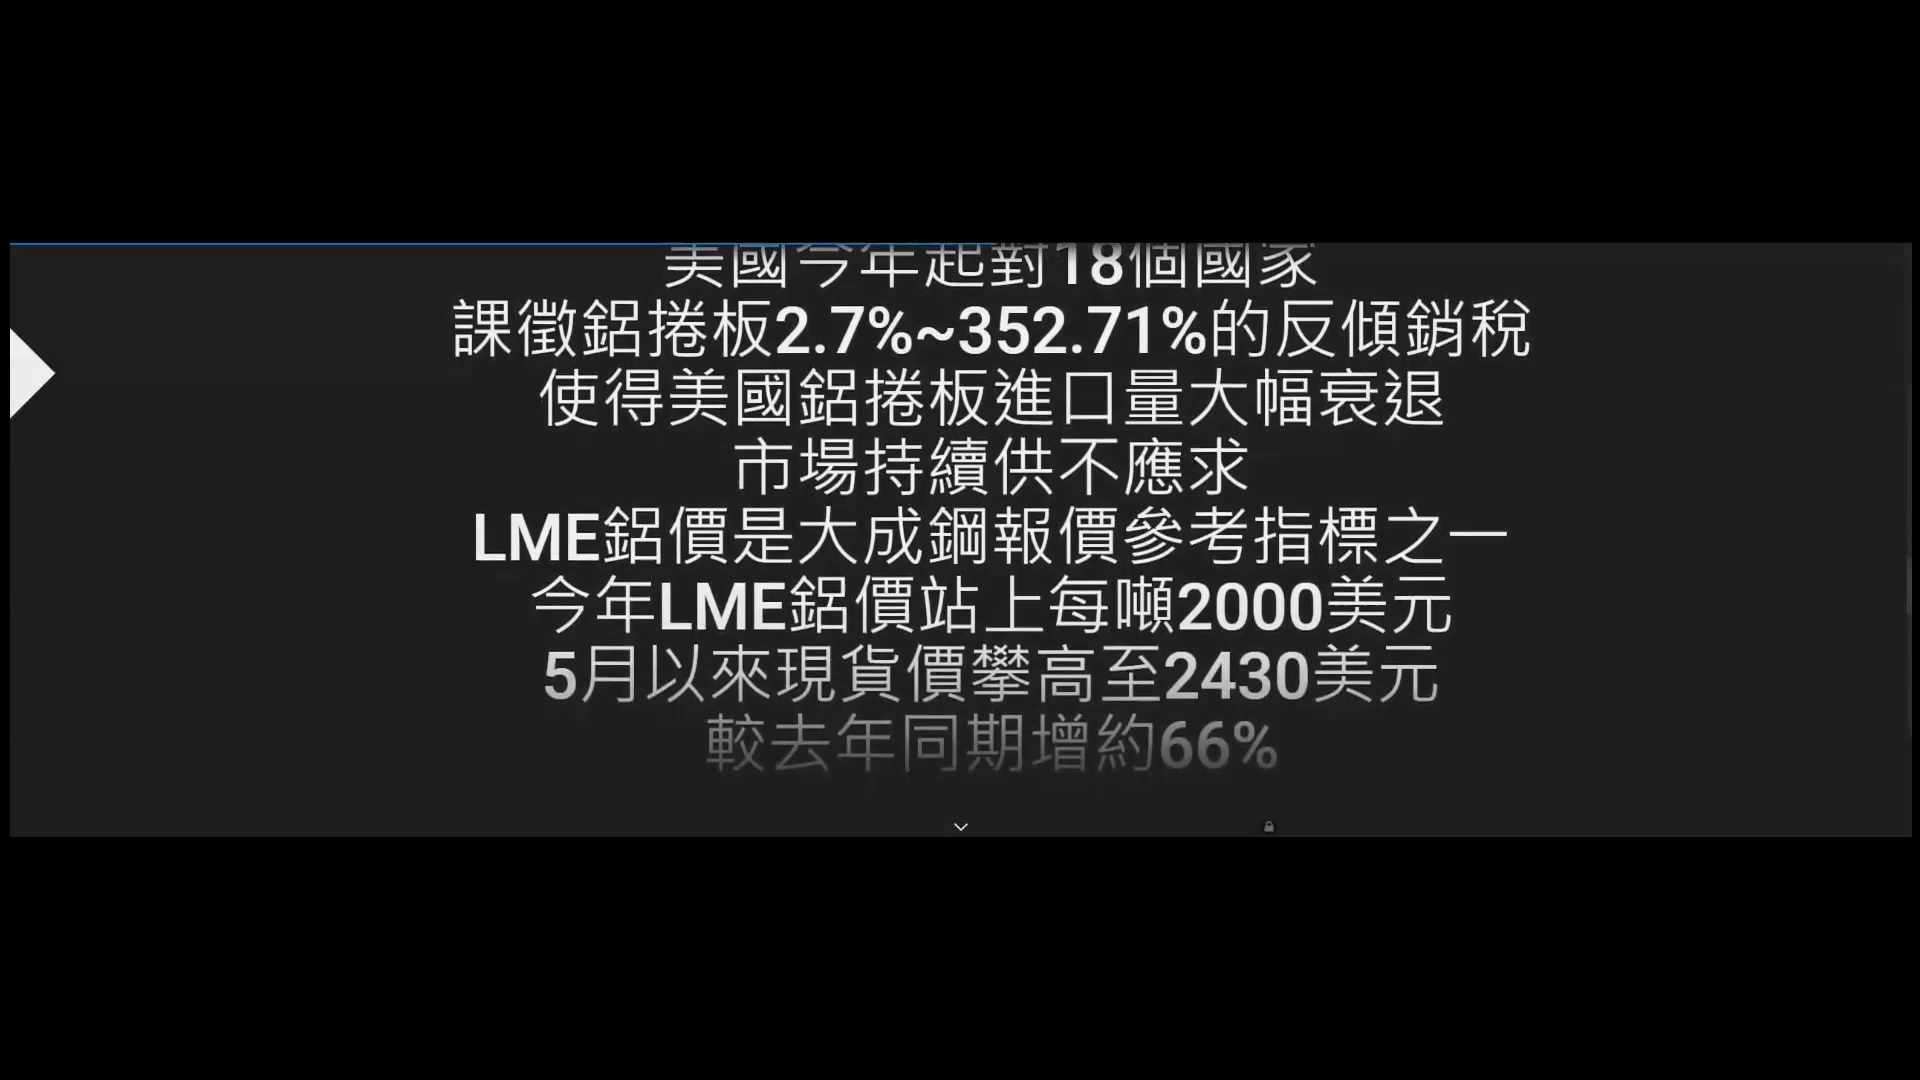 美國今年起對18個國家
課徵鋁捲板2.7%~352.71%的反傾銷稅
使得美國鋁捲板進口量大幅衰退
市場持續供不應求
LME鋁價是大成鋼報價參考指標之一
今年LME鋁價站上每噸2000美元
5月以來現貨價攀高至2430美元
較去年同期增約66%